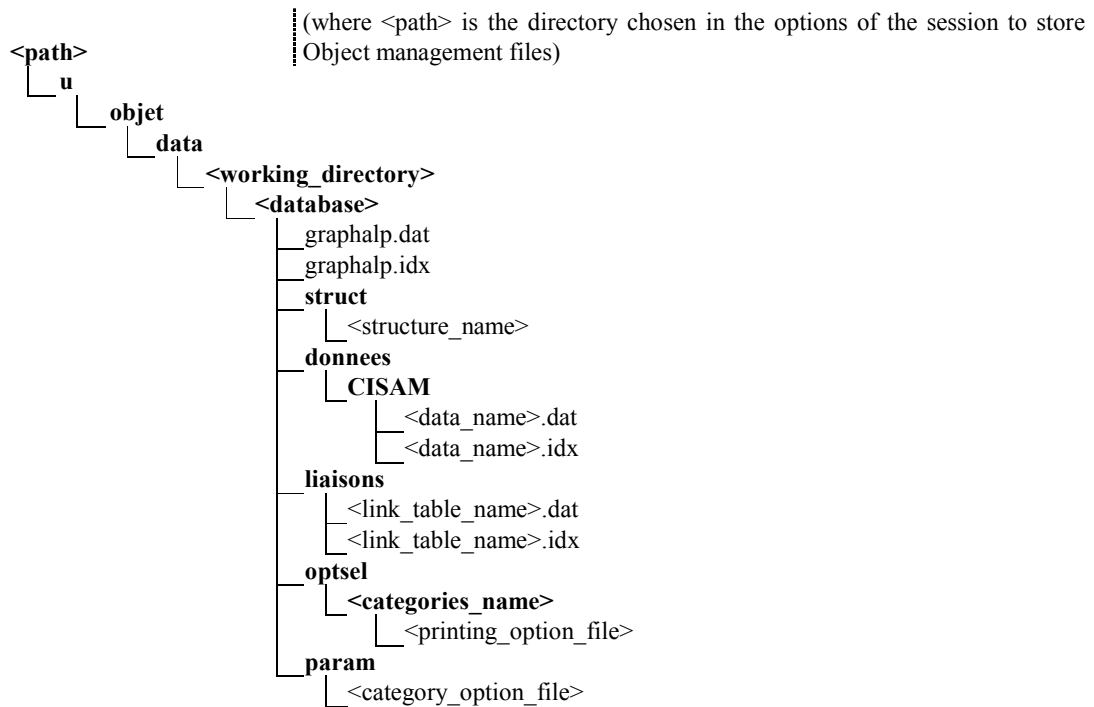 (where <path> is the directory chosen in the options of the session to store
Object management files)
<path>
u
objet
data
<working_directory>
<database>
graphalp.dat
graphalp.idx
struct
<structure_name>
donnees
CISAM
<data_name>.dat
<data_name>.idx
liaisons
<link_table_name>.dat
<link_table_name>.idx
optsel
<categories_name>
<printing_option_file>
param
<category_option_file>